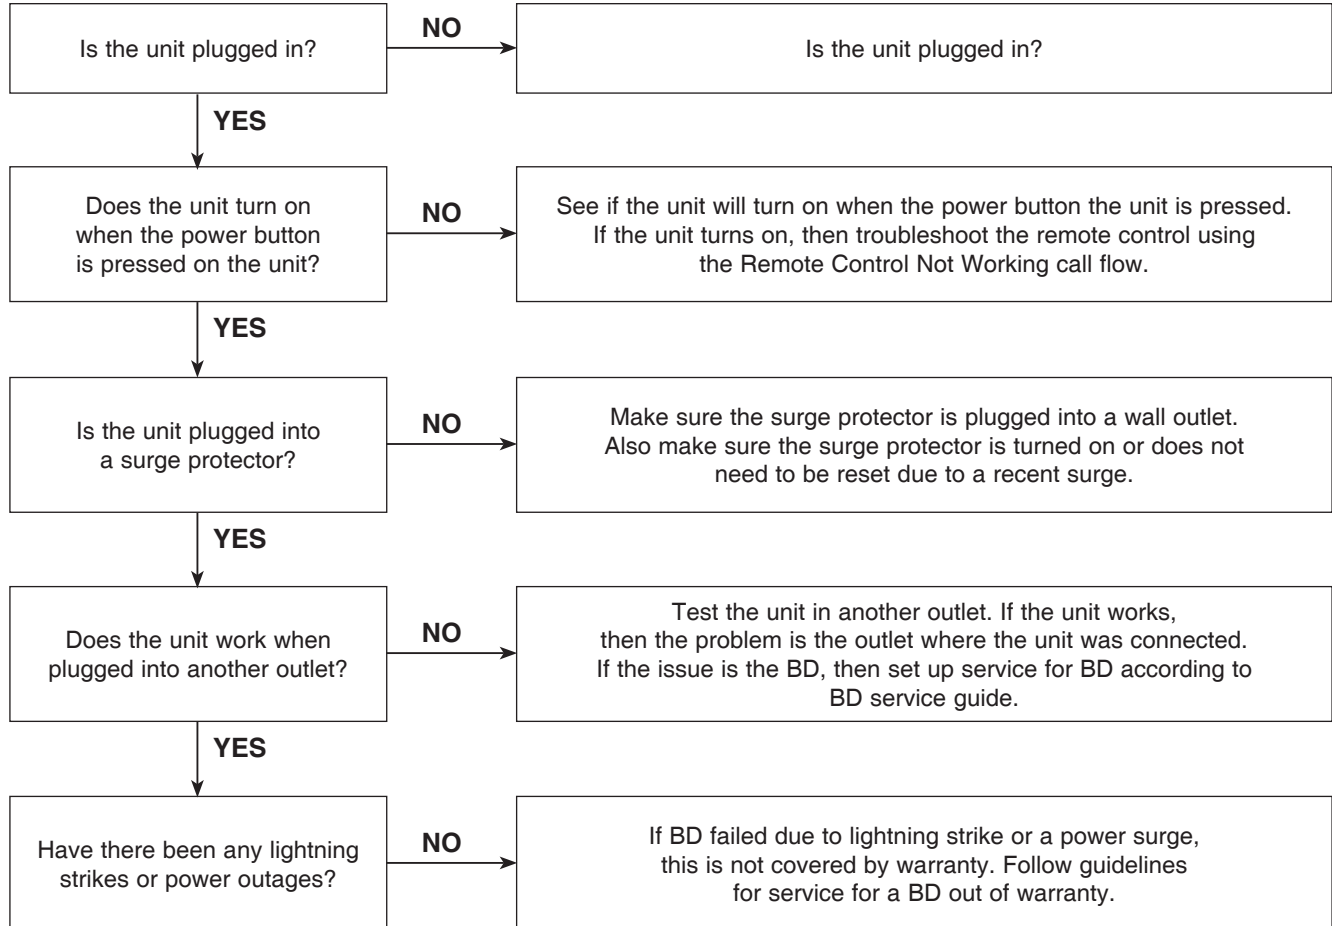 Is the unit plugged in?
NO
Is the unit plugged in?
YES
Does the unit turn on
when the power button
is pressed on the unit?
NO
See if the unit will turn on when the power button the unit is pressed.
If the unit turns on, then troubleshoot the remote control using
the Remote Control Not Working call flow.
YES
Is the unit plugged into
a surge protector?
NO
Make sure the surge protector is plugged into a wall outlet.
Also make sure the surge protector is turned on or does not
need to be reset due to a recent surge.
YES
Does the unit work when
plugged into another outlet?
NO
Test the unit in another outlet. If the unit works,
then the problem is the outlet where the unit was connected.
If the issue is the BD, then set up service for BD according to
BD service guide.
YES
Have there been any lightning
strikes or power outages?
NO
If BD failed due to lightning strike or a power surge,
this is not covered by warranty. Follow guidelines
for service for a BD out of warranty.